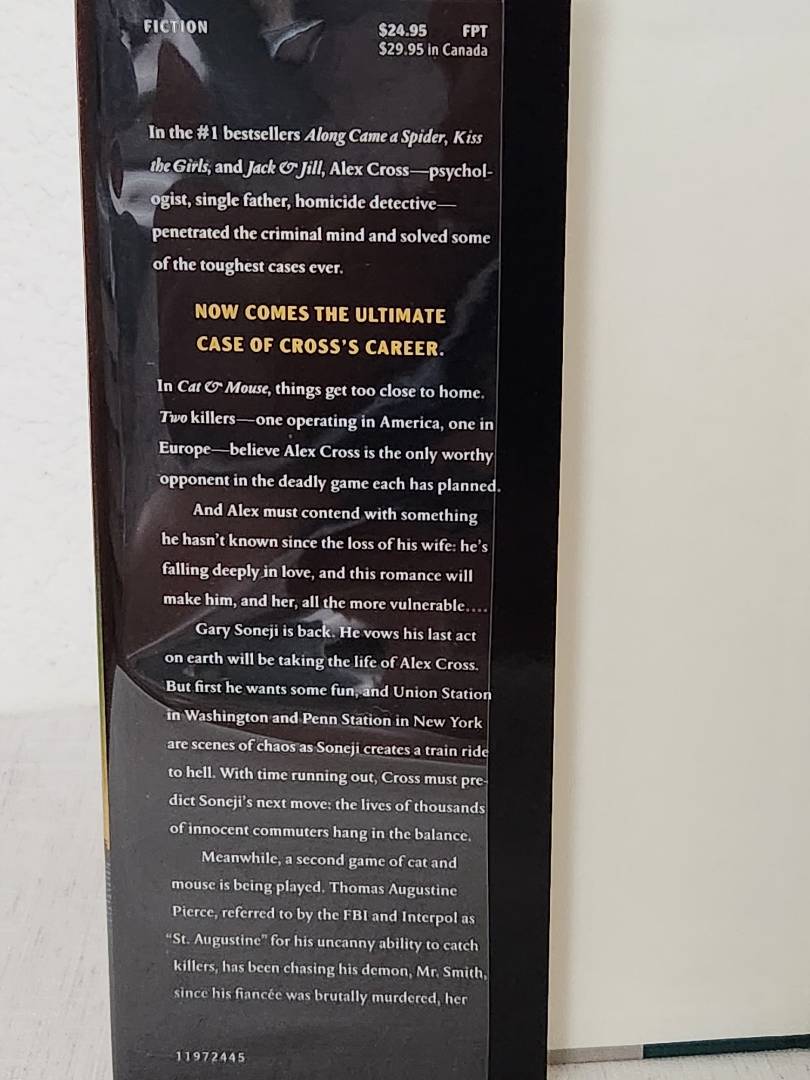 FICTION
$24.95 FPT
$29.95 in Canada
In the #1 bestsellers Along Came a Spider, Kiss
the Girls, and Jack & Jill, Alex Cross—psychol-
ogist, single father, homicide detective—
penetrated the criminal mind and solved some
of the toughest cases ever.
NOW COMES THE ULTIMATE
CASE OF CROSS'S CAREER.
In Cat & Mouse, things get too close to home.
Two killers—one operating in America, one in
Europe—believe Alex Cross is the only worthy
opponent in the deadly game each has planned.
And Alex must contend with something
he hasn't known since the loss of his wife: he's
falling deeply in love, and this romance will
make him, and her, all the more vulnerable....
Gary Soneji is back. He vows his last act
on earth will be taking the life of Alex Cross.
But first he wants some fun, and Union Station
in Washington and Penn Station in New York
are scenes of chaos as Soneji creates a train ride
to hell. With time running out, Cross must pre-
dict Soneji's next move: the lives of thousands
of innocent commuters hang in the balance.
Meanwhile, a second game of cat and
mouse is being played. Thomas Augustine
Pierce, referred to by the FBI and Interpol as
"St. Augustine" for his uncanny ability to catch
killers, has been chasing his demon, Mr. Smith,
since his fiancée was brutally murdered, her
11972445